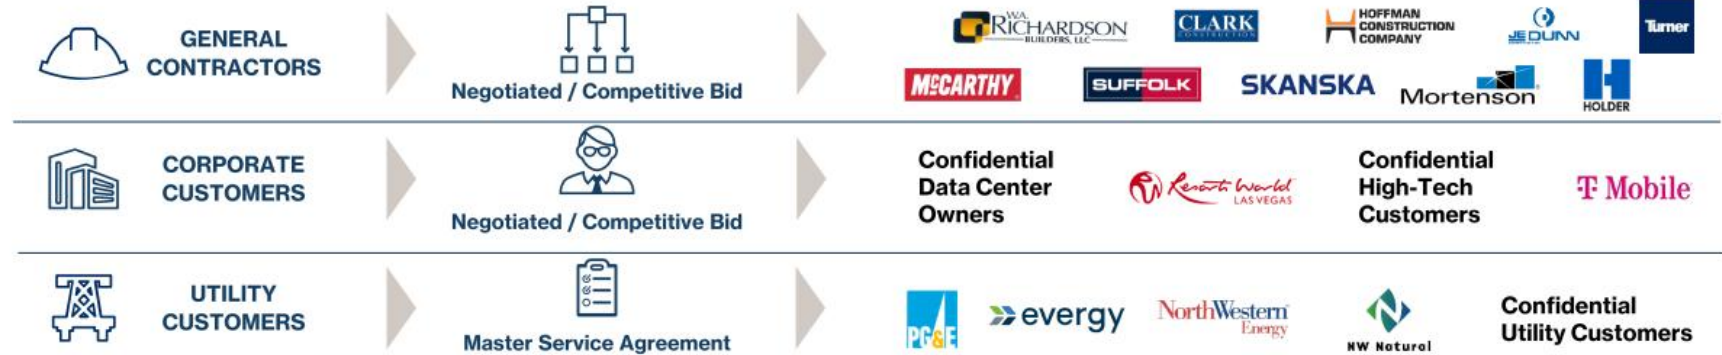 GENERAL
CONTRACTORS
Negotiated / Competitive Bid
W.A.
RICHARDSON
BUILDERS, LLC
CLARK
CONSTRUCTION
HOFFMAN
CONSTRUCTION
COMPANY
JE DUNN
Turner
McCARTHY
SUFFOLK
SKANSKA
Mortenson
HOLDER
CORPORATE
CUSTOMERS
Negotiated / Competitive Bid
Confidential
Data Center
Owners
Resorts World
LAS VEGAS
Confidential
High-Tech
Customers
T Mobile
UTILITY
CUSTOMERS
Master Service Agreement
PG&E
evergy
NorthWestern
Energy
NW Natural
Confidential
Utility Customers